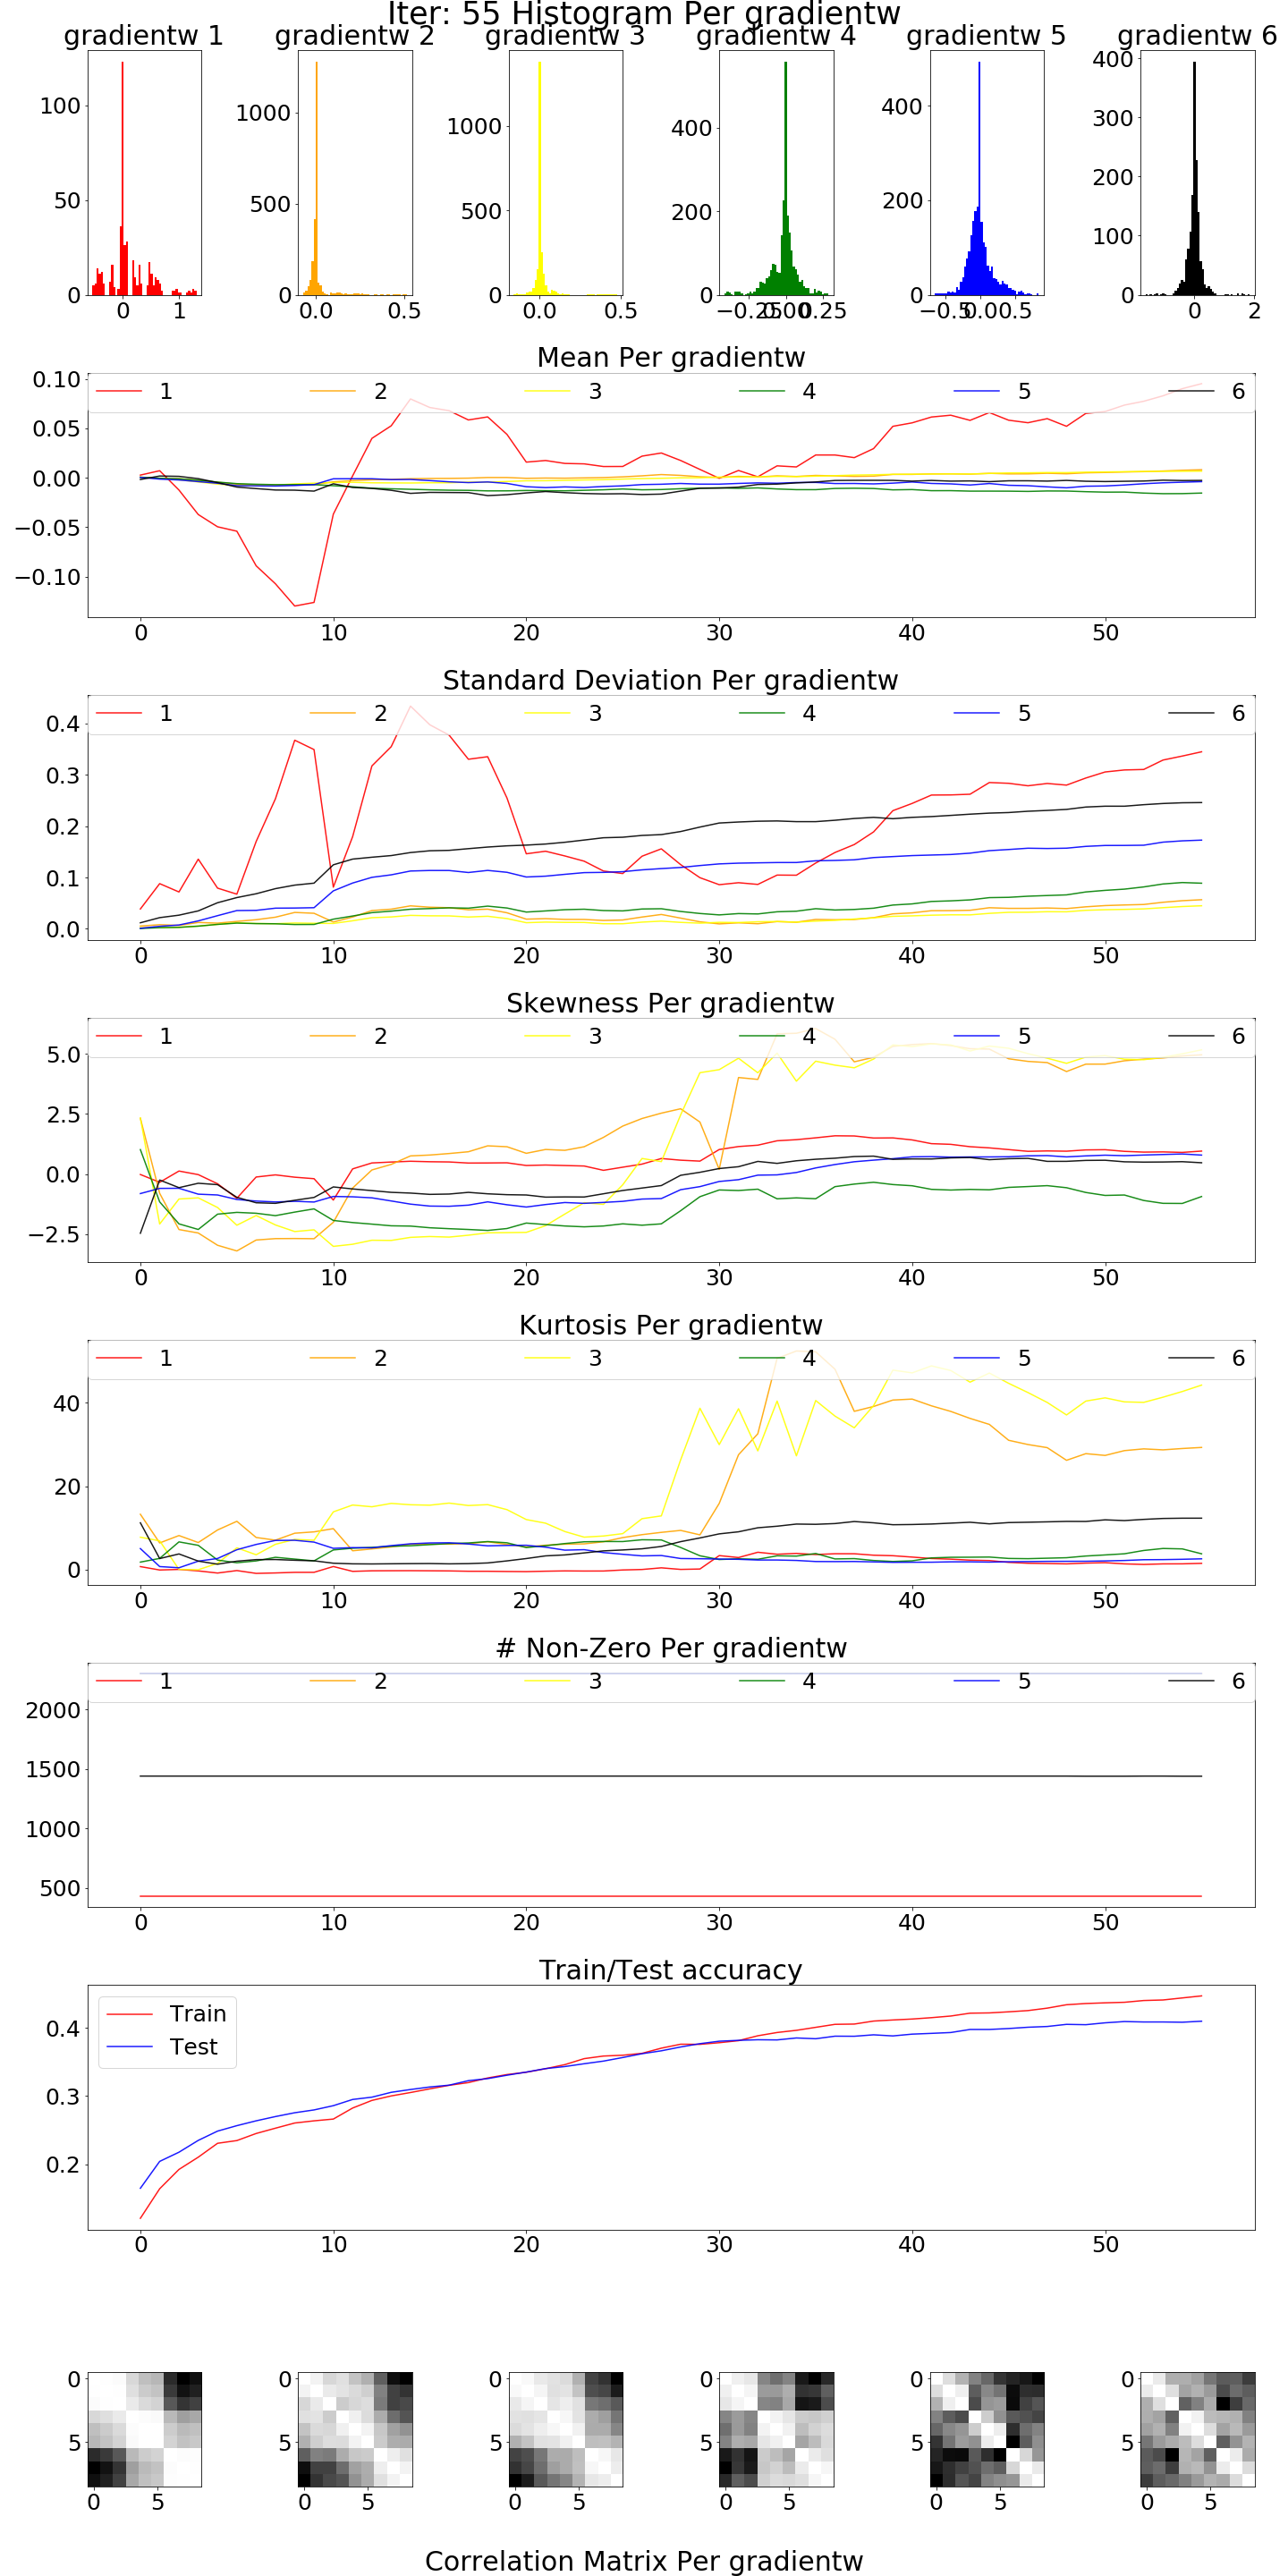 Iter: 55 Histogram Per gradientw
gradientw 1 gradientw 2 gradientw 3 gradientw 4 gradientw 5 gradientw 6
100
50
0
0 1
1000
500
0
0.0 0.5
1000
500
0
0.0 0.5
400
200
0
−0.25 0.00 0.25
400
200
0
−0.5 0.0 0.5
400
300
200
100
0
0 2
Mean Per gradientw
1 2 3 4 5 6
0.10
0.05
0.00
−0.05
−0.10
0 10 20 30 40 50
Standard Deviation Per gradientw
1 2 3 4 5 6
0.4
0.3
0.2
0.1
0.0
0 10 20 30 40 50
Skewness Per gradientw
1 2 3 4 5 6
5.0
2.5
0.0
−2.5
0 10 20 30 40 50
Kurtosis Per gradientw
1 2 3 4 5 6
40
20
0
0 10 20 30 40 50
# Non-Zero Per gradientw
1 2 3 4 5 6
2000
1500
1000
500
0 10 20 30 40 50
Train/Test accuracy
Train
Test
0.4
0.3
0.2
0 10 20 30 40 50
0 0 0 0 0 0
5 5 5 5 5 5
0 5 0 5 0 5 0 5 0 5 0 5
Correlation Matrix Per gradientw